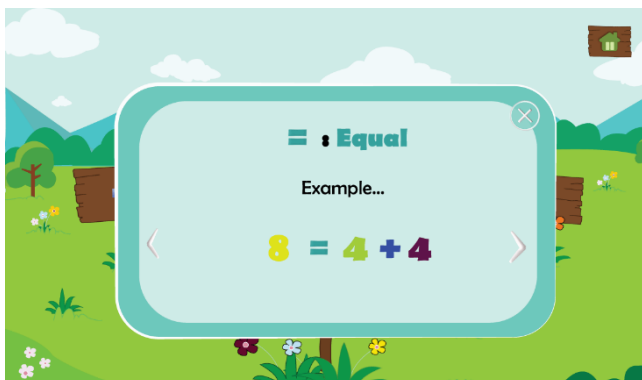 = : Equal
Example...
8 = 4 + 4